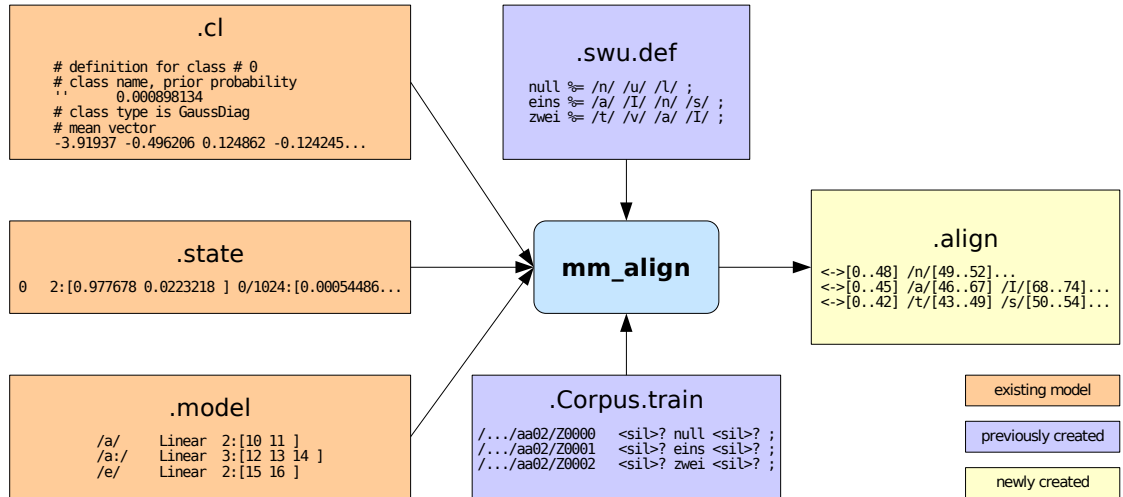 .cl
# definition for class # 0
# class name, prior probability
'' 0.000898134
# class type is GaussDiag
# mean vector
-3.91937 -0.496206 0.124862 -0.124245...
.swu.def
null %= /n/ /u/ /l/ ;
eins %= /a/ /I/ /n/ /s/ ;
zwei %= /t/ /v/ /a/ /I/ ;
.state
0 2:[0.977678 0.0223218 ] 0/1024:[0.00054486...
mm_align
.align
<->[0..48] /n/[49..52]...
<->[0..45] /a/[46..67] /I/[68..74]...
<->[0..42] /t/[43..49] /s/[50..54]...
.model
/a/ Linear 2:[10 11 ]
/a:/ Linear 3:[12 13 14 ]
/e/ Linear 2:[15 16 ]
.Corpus.train
/.../aa02/Z0000 <sil>? null <sil>? ;
/.../aa02/Z0001 <sil>? eins <sil>? ;
/.../aa02/Z0002 <sil>? zwei <sil>? ;
existing model
previously created
newly created